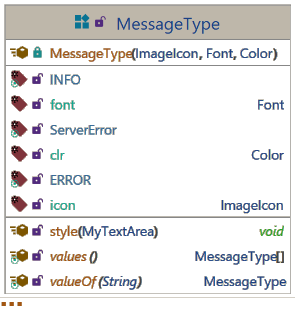 MessageType
MessageType(ImageIcon, Font, Color)
INFO
font Font
ServerError
clr Color
ERROR
icon ImageIcon
style(MyTextArea) void
values () MessageType[]
valueOf (String) MessageType